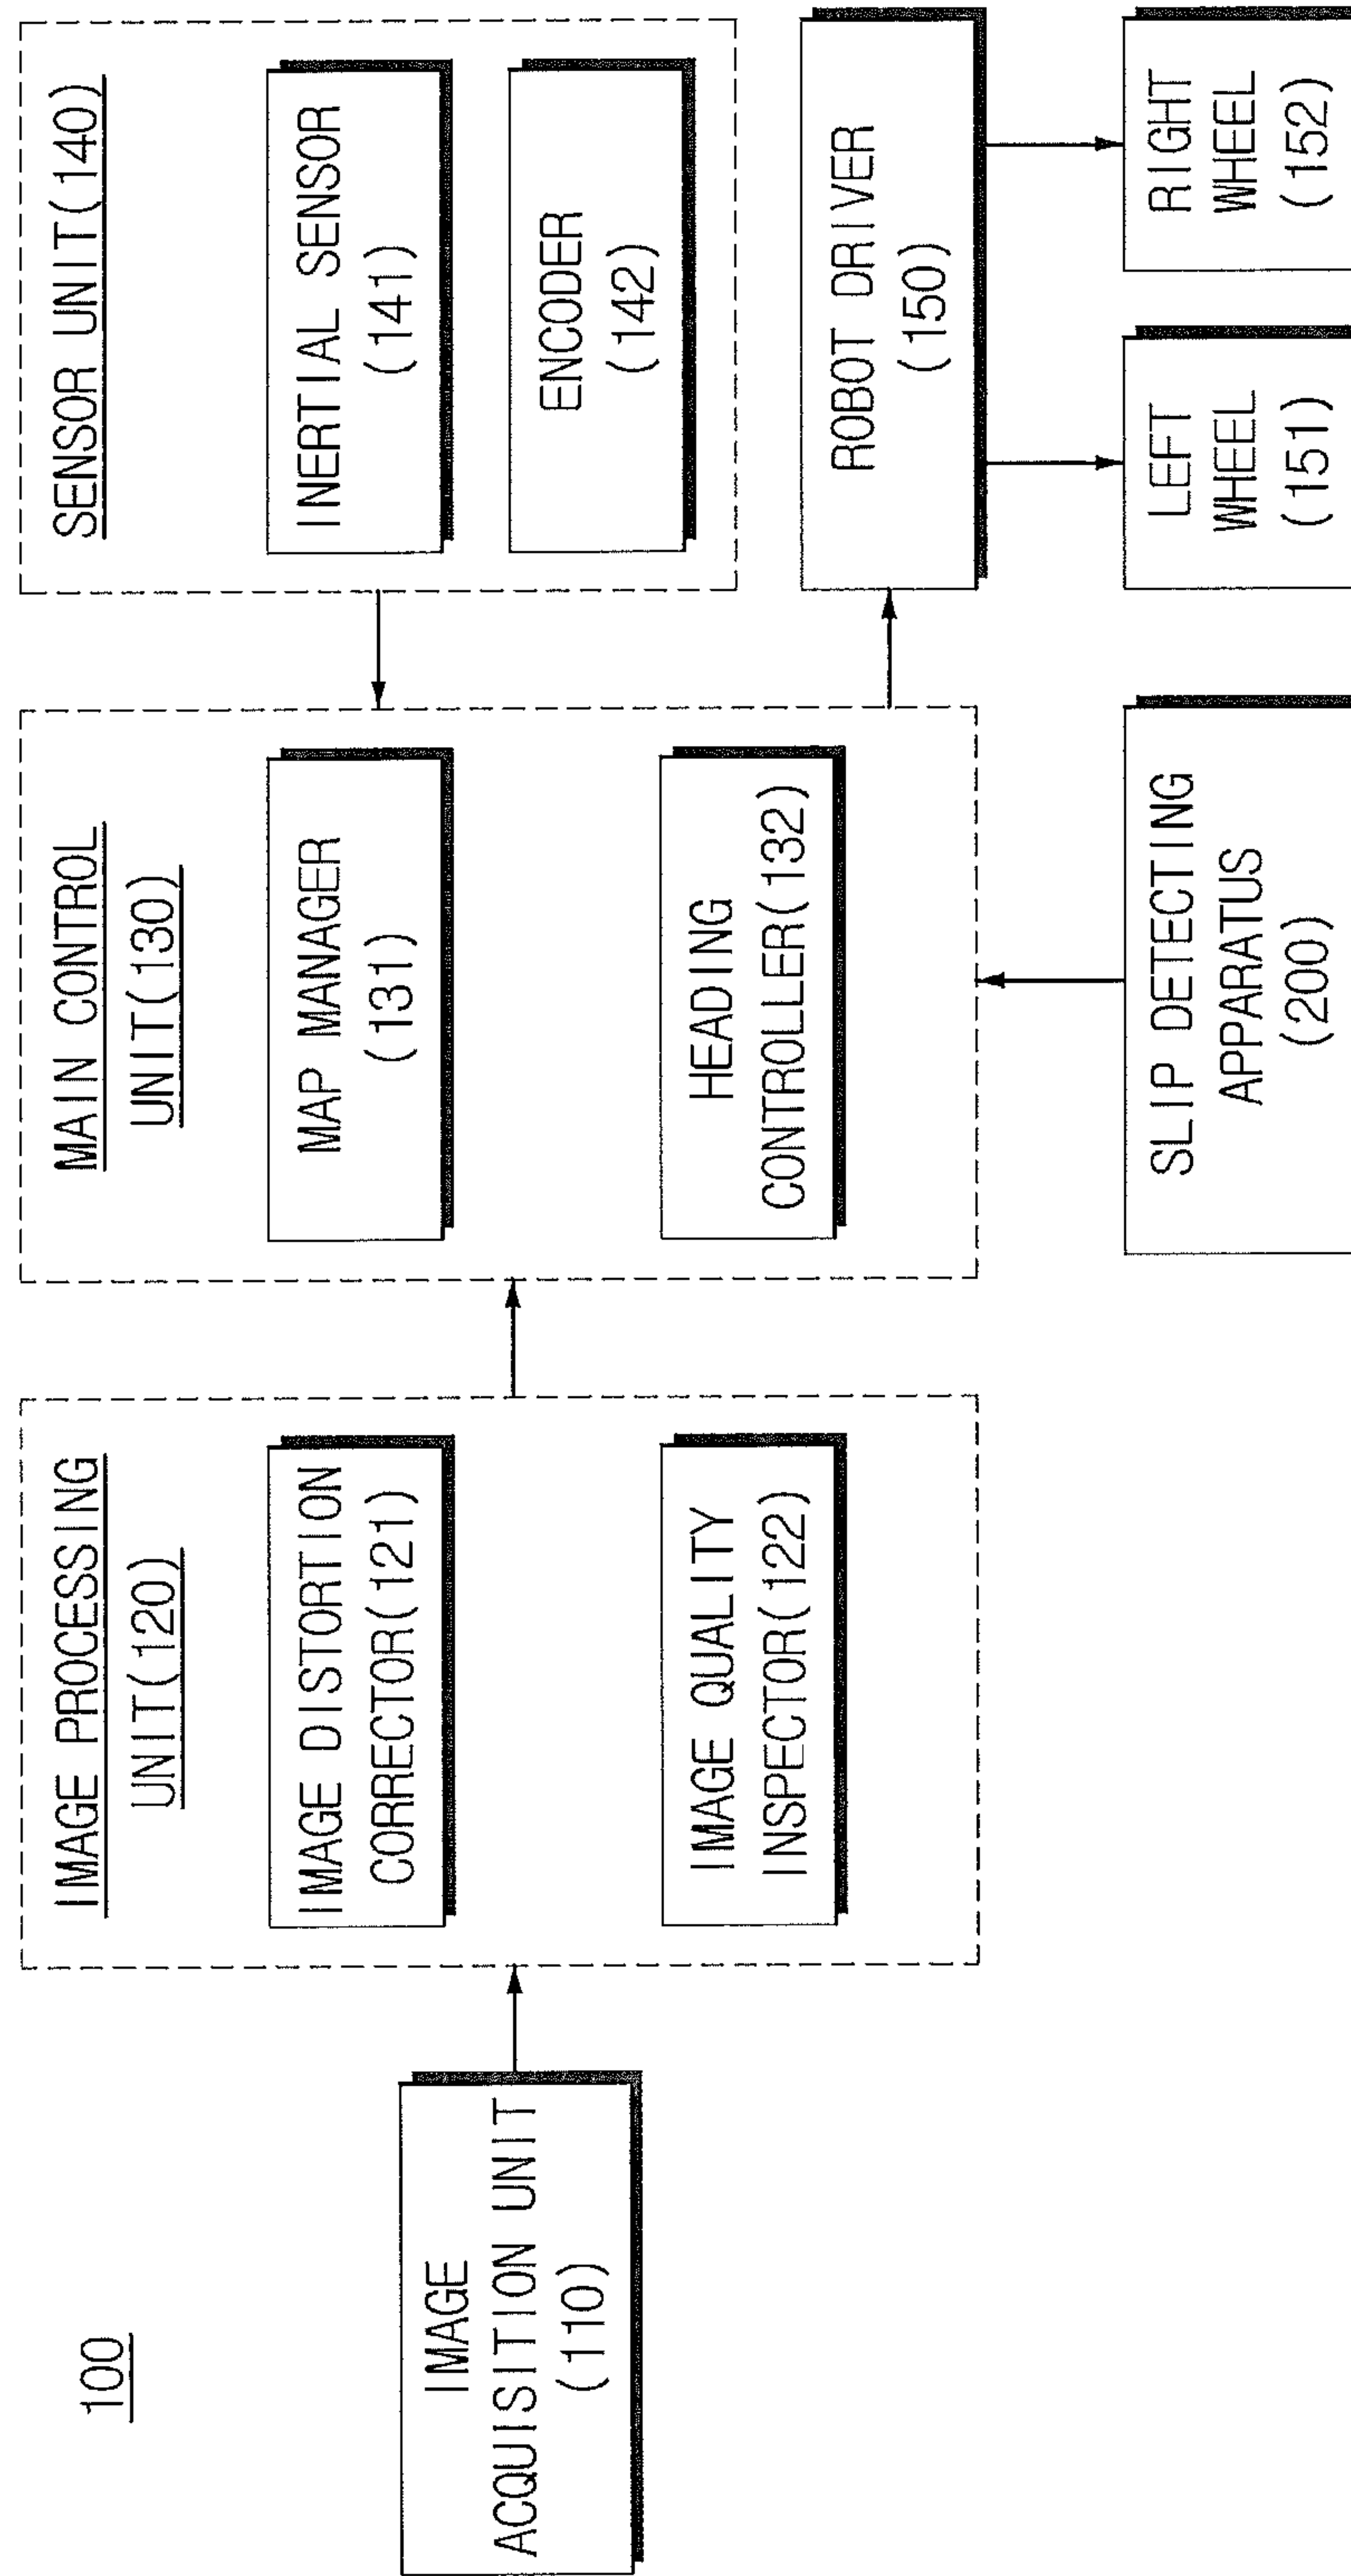 100
IMAGE
ACQUISITION UNIT
(110)
IMAGE PROCESSING
UNIT(120)
IMAGE DISTORTION
CORRECTOR(121)
IMAGE QUALITY
INSPECTOR(122)
MAIN CONTROL
UNIT(130)
MAP MANAGER
(131)
HEADING
CONTROLLER(132)
SLIP DETECTING
APPARATUS
(200)
SENSOR UNIT(140)
INERTIAL SENSOR
(141)
ENCODER
(142)
ROBOT DRIVER
(150)
LEFT
WHEEL
(151)
RIGHT
WHEEL
(152)